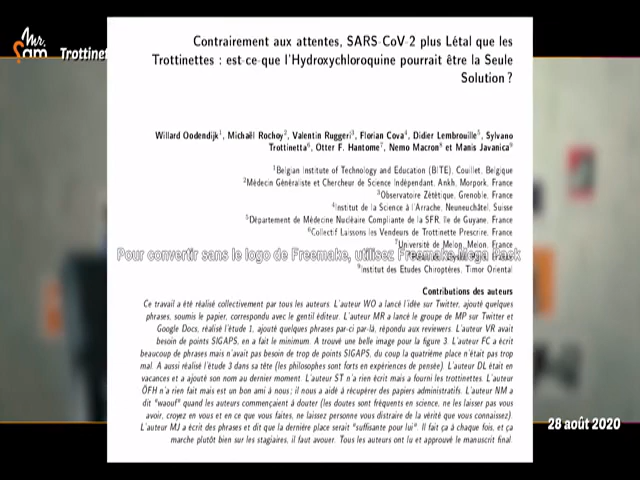 Mr.
Sam
Trottinet
Contrairement aux attentes, SARS-CoV-2 plus Létal que les
Trottinettes : est-ce-que l'Hydroxychloroquine pourrait être la Seule
Solution ?
Willard Oodendijk¹, Michaël Rochoy², Valentin Ruggeri³, Florian Cova⁴, Didier Lembrouille⁵, Sylvano
Trottinetta⁶, Otter F. Hantome⁷, Nemo Macron⁸ et Manis Javanica⁹
¹Belgian Institute of Technology and Education (BITE), Couillet, Belgique
²Médecin Généraliste et Chercheur de Science Indépendant, Ankh, Morpork, France
³Observatoire Zététique, Grenoble, France
⁴Institut de la Science à l'Arrache, Neuneuchâtel, Suisse
⁵Département de Médecine Nucléaire Compliante de la SFR, Ile de Guyane, France
⁶Collectif Laissons les Vendeurs de Trottinette Prescrire, France
⁷Université de Melon, Melon, France
Pour convertir sans le logo de Freemake, utilisez Freemake Mega Pack
⁹Institut des Etudes Chiroptères, Timor Oriental
Contributions des auteurs
Ce travail a été réalisé collectivement par tous les auteurs. L'auteur WO a lancé l'idée sur Twitter, ajouté quelques
phrases, soumis le papier, correspondu avec le gentil éditeur. L'auteur MR a lancé le groupe de MP sur Twitter et
Google Docs, réalisé l'étude 1, ajouté quelques phrases par-ci par-là, répondu aux reviewers. L'auteur VR avait
besoin de points SIGAPS, en a fait le minimum. A trouvé une belle image pour la figure 3. L'auteur FC a écrit
beaucoup de phrases mais n'avait pas besoin de trop de points SIGAPS, du coup la quatrième place n'était pas trop
mal. A aussi réalisé l'étude 3 dans sa tête (les philosophes sont forts en expériences de pensée). L'auteur DL était en
vacances et a ajouté son nom au dernier moment. L'auteur ST n'a rien écrit mais a fourni les trottinettes. L'auteur
OFH n'a rien fait mais est un bon ami à nous; il nous a aidé à récupérer des papiers administratifs. L'auteur NM a
dit "waouf" quand les auteurs commençaient à douter (les doutes sont fréquents en science, ne les laisser pas vous
avoir, croyez en vous et en ce que vous faites, ne laissez personne vous distraire de la vérité que vous connaissez).
L'auteur MJ a écrit des phrases et dit que la dernière place serait "suffisante pour lui". Il fait ça à chaque fois, et ça
marche plutôt bien sur les stagiaires, il faut avouer. Tous les auteurs ont lu et approuvé le manuscrit final.
28 août 2020